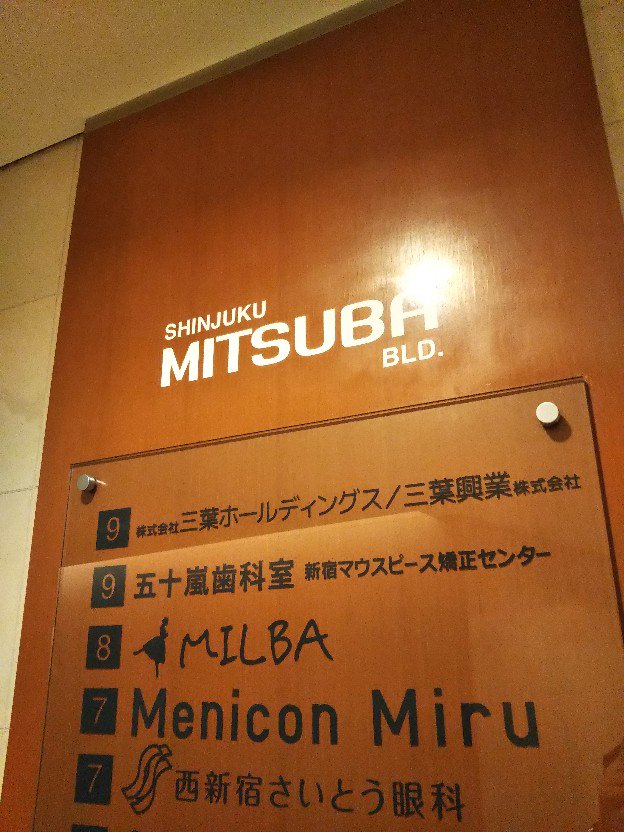 SHINJUKU
MITSUBA
BLD.
9 株式会社三葉ホールディングス/三葉興業株式会社
9 五十嵐歯科室 新宿マウスピース矯正センター
8 MILBA
7 Menicon Miru
7 西新宿さいとう眼科